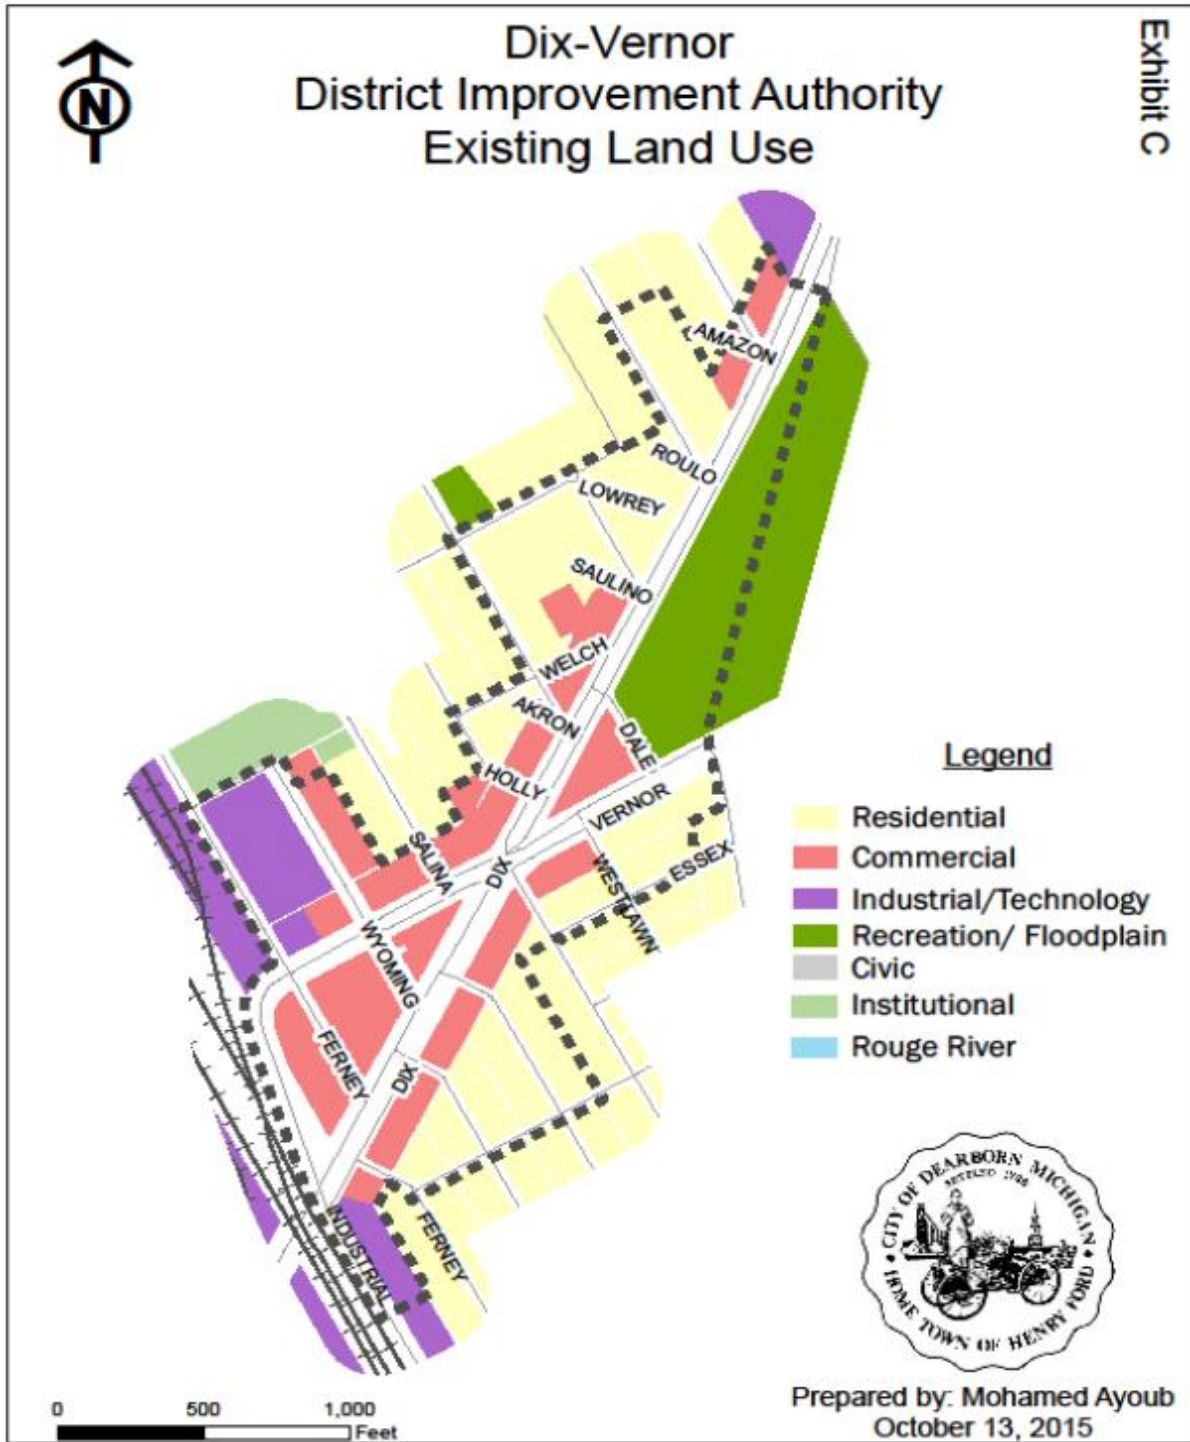 Dix-Vernor
District Improvement Authority
Existing Land Use
Exhibit C
N
AMAZON
ROULO
LOWREY
SAULINO
WELCH
AKRON
DALE
HOLLY
VERNOR
SALINA
DIX
WESTLAWN
ESSEX
WYOMING
FERNEY
DIX
INDUSTRIAL
FERNEY
Legend
Residential
Commercial
Industrial/Technology
Recreation/ Floodplain
Civic
Institutional
Rouge River
CITY OF DEARBORN MICHIGAN
HOME TOWN OF HENRY FORD
0 500 1,000
Feet
Prepared by: Mohamed Ayoub
October 13, 2015